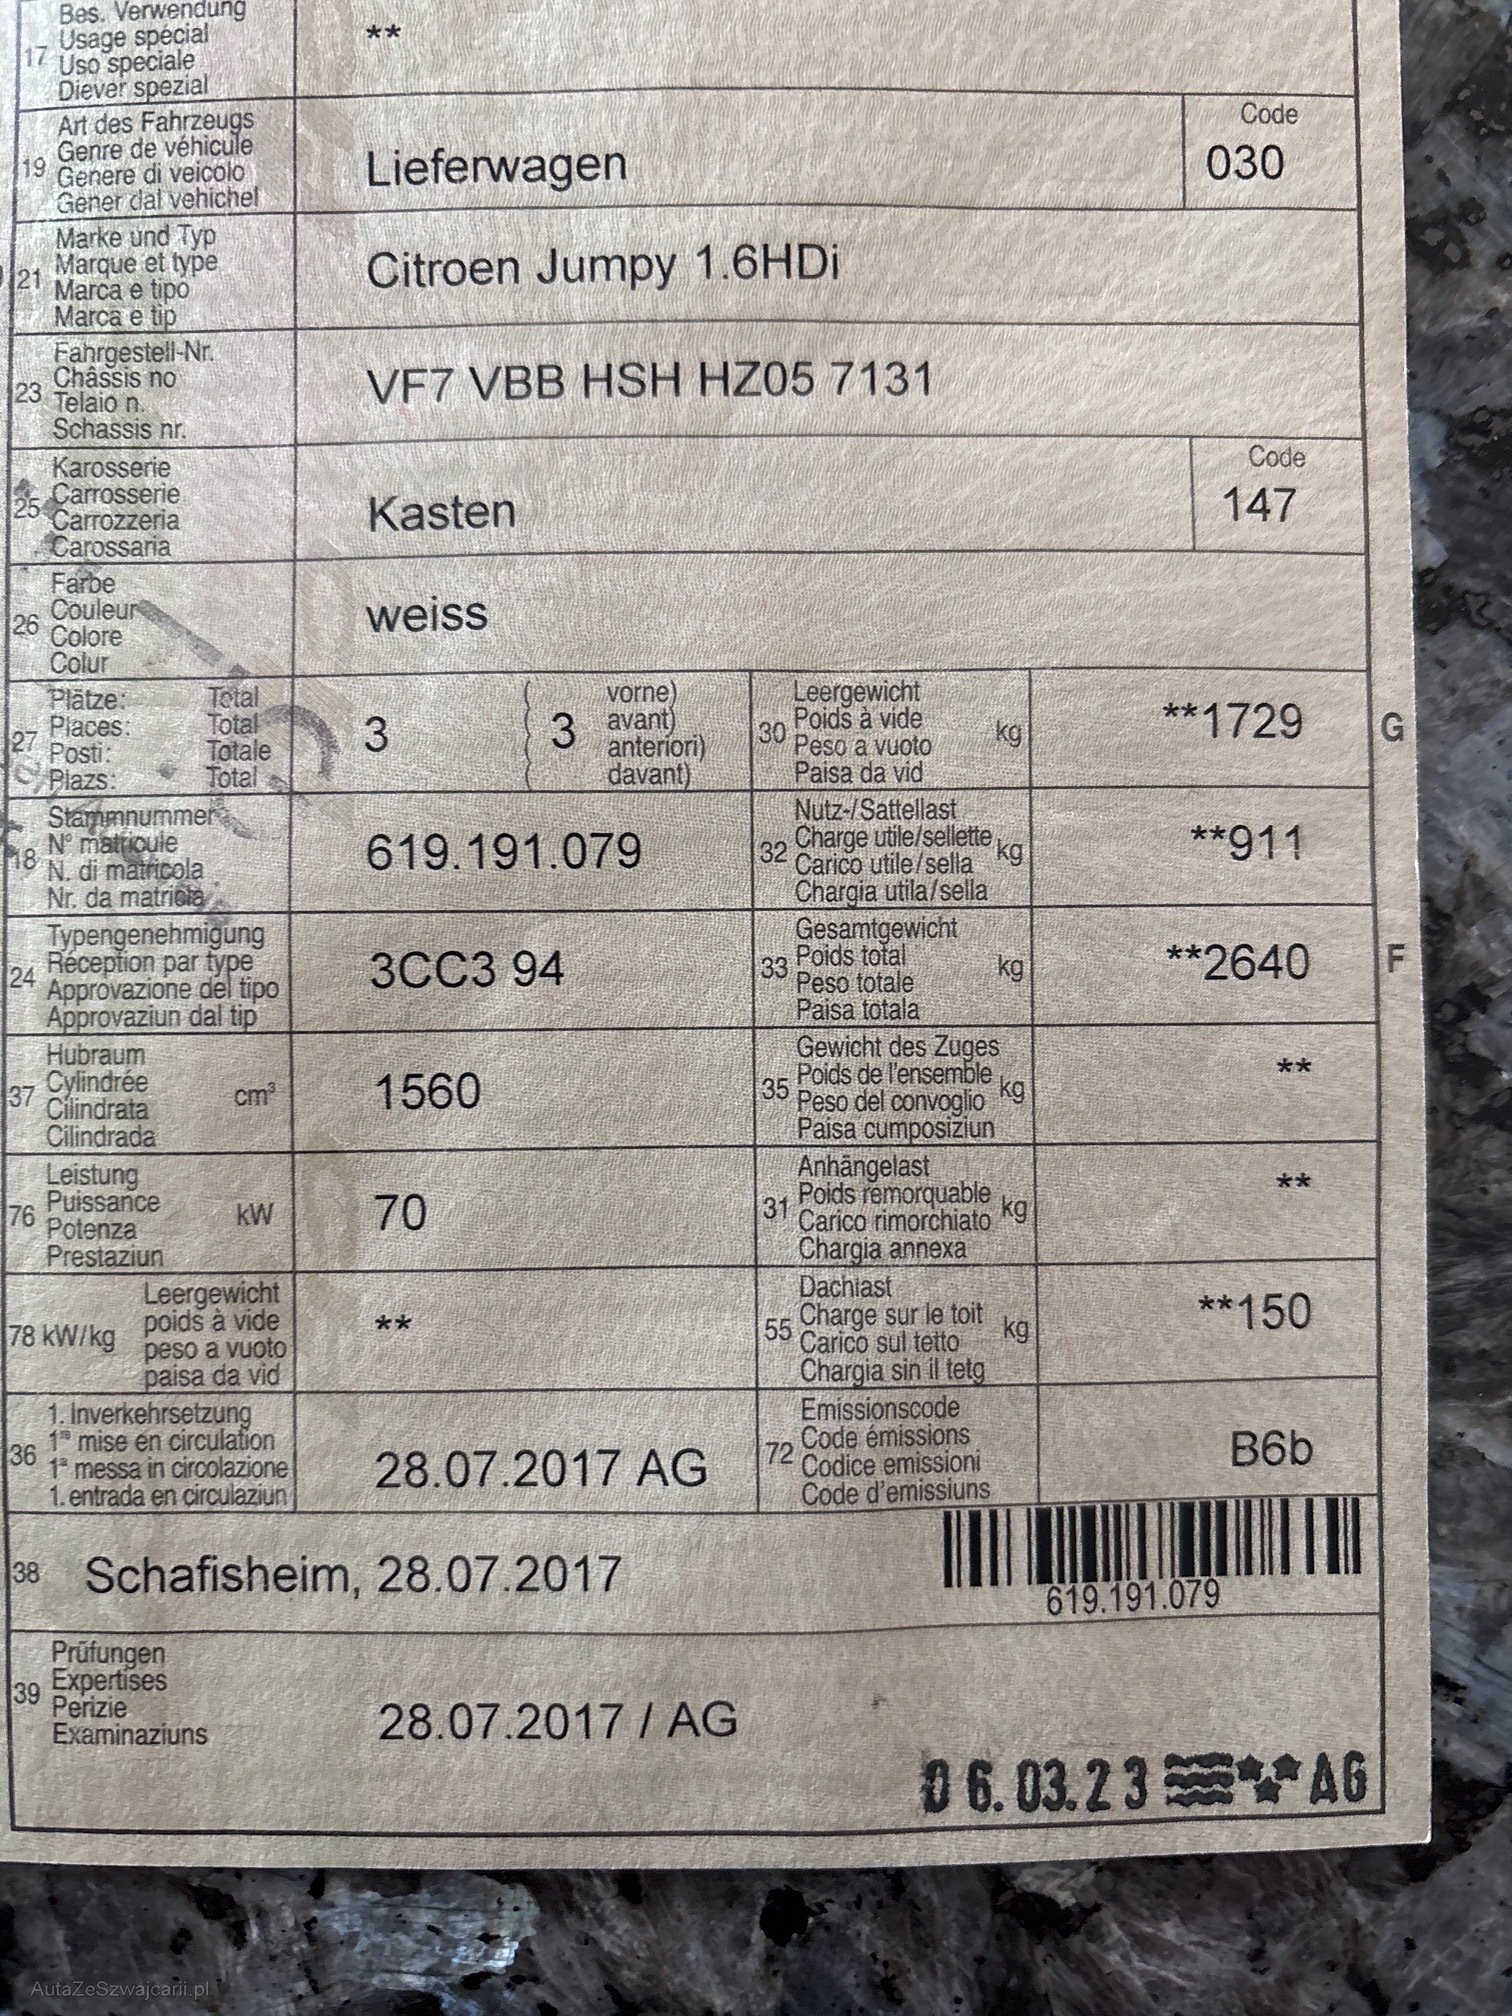 17 Bes. Verwendung
Usage spécial
Uso speciale
Diever spezial
**
19 Art des Fahrzeugs
Genre de véhicule
Genere di veicolo
Gener dal vehichel
Lieferwagen
Code
030
21 Marke und Typ
Marque et type
Marca e tipo
Marca e tip
Citroen Jumpy 1.6HDi
23 Fahrgestell-Nr.
Châssis no
Telaio n.
Schassis nr.
VF7 VBB HSH HZ05 7131
25 Karosserie
Carrosserie
Carrozzeria
Carossaria
Kasten
Code
147
26 Farbe
Couleur
Colore
Colur
weiss
27 Plätze: Total
Places: Total
Posti: Totale
Plazs: Total
3 ( 3 vorne)
( avant)
( anteriori)
( davant)
30 Leergewicht
Poids à vide
Peso a vuoto
Paisa da vid
kg
**1729
G
18 Stammnummer
N° matricule
N. di matricola
Nr. da matricla
619.191.079
32 Nutz-/Sattellast
Charge utile/sellette
Carico utile/sella
Chargia utila/sella
kg
**911
24 Typengenehmigung
Réception par type
Approvazione del tipo
Approvaziun dal tip
3CC3 94
33 Gesamtgewicht
Poids total
Peso totale
Paisa totala
kg
**2640
F
37 Hubraum
Cylindrée
Cilindrata
Cilindrada
cm³
1560
35 Gewicht des Zuges
Poids de l'ensemble
Peso del convoglio
Paisa cumposiziun
kg
**
76 Leistung
Puissance
Potenza
Prestaziun
kW
70
31 Anhängelast
Poids remorquable
Carico rimorchiato
Chargia annexa
kg
**
78 kW/kg
Leergewicht
poids à vide
peso a vuoto
paisa da vid
**
55 Dachlast
Charge sur le toit
Carico sul tetto
Chargia sin il tetg
kg
**150
36 1. Inverkehrsetzung
1re mise en circulation
1a messa in circolazione
1. entrada en circulaziun
28.07.2017 AG
72 Emissionscode
Code émissions
Codice emissioni
Code d'emissiuns
B6b
38 Schafisheim, 28.07.2017
619.191.079
39 Prüfungen
Expertises
Perizie
Examinaziuns
28.07.2017 / AG
06.03.23 AG
AutaZeSzwajcarii.pl